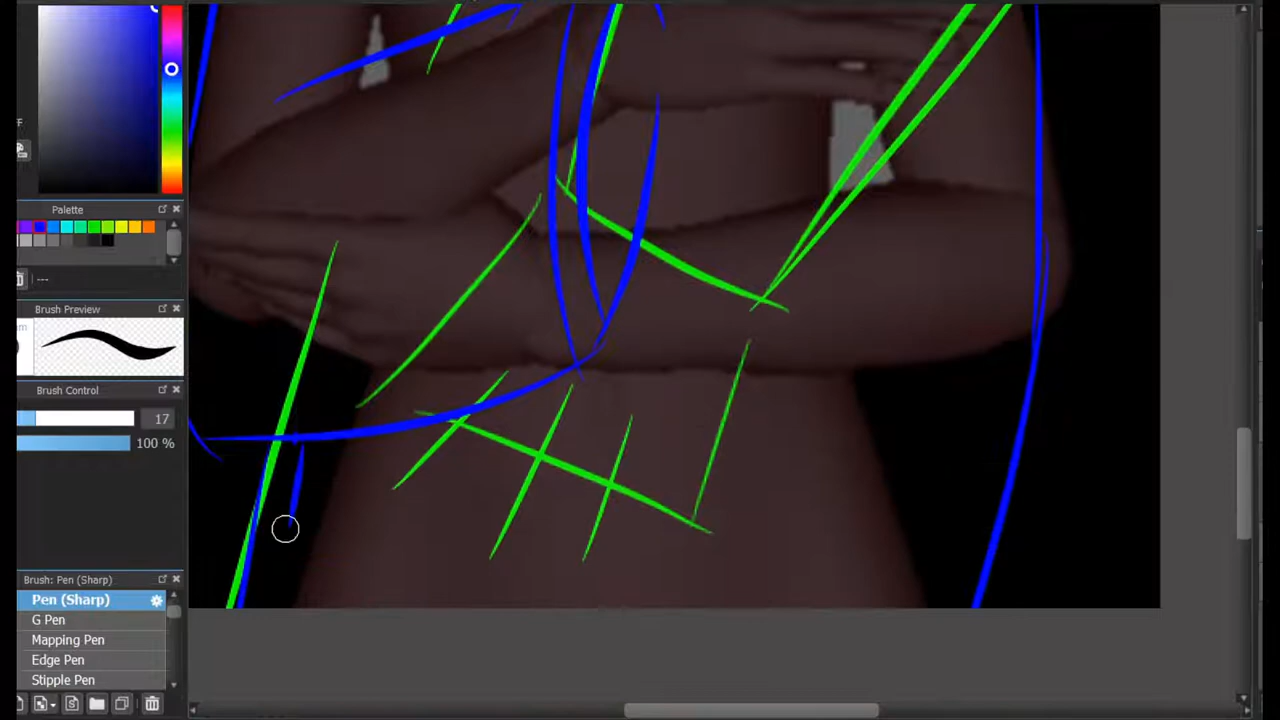 Palette
---
Brush Preview
Brush Control
17
100 %
Brush: Pen (Sharp)
Pen (Sharp)
G Pen
Mapping Pen
Edge Pen
Stipple Pen